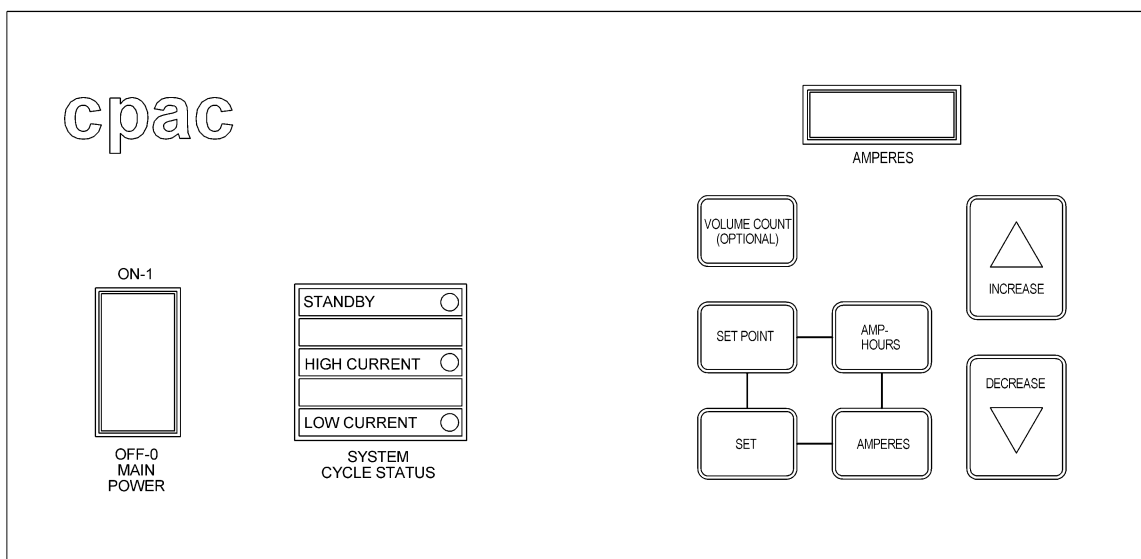 cpac
AMPERES
VOLUME COUNT
(OPTIONAL)
INCREASE
ON-1
STANDBY
HIGH CURRENT
LOW CURRENT
SET POINT
AMP-
HOURS
DECREASE
SET
AMPERES
OFF-0
MAIN
POWER
SYSTEM
CYCLE STATUS